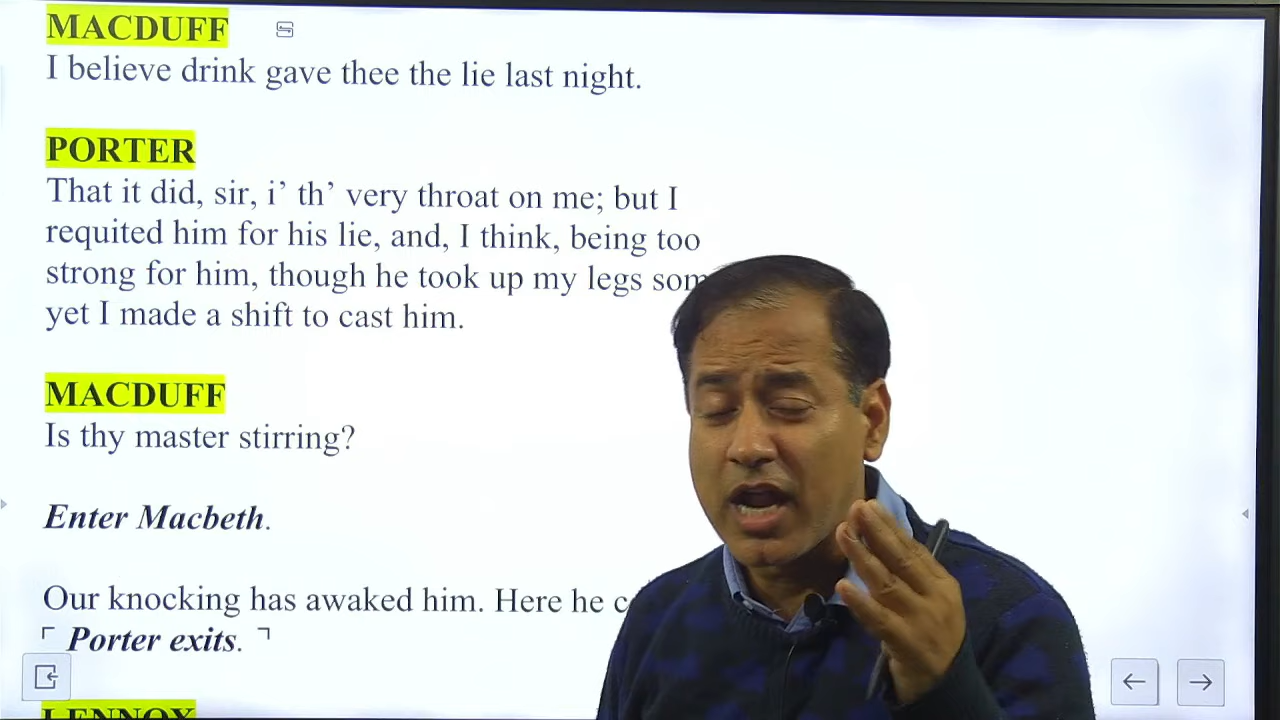 MACDUFF
I believe drink gave thee the lie last night.
PORTER
That it did, sir, i’ th’ very throat on me; but I
requited him for his lie, and, I think, being too
strong for him, though he took up my legs som
yet I made a shift to cast him.
MACDUFF
Is thy master stirring?
Enter Macbeth.
Our knocking has awaked him. Here he c
⌜ Porter exits. ⌝
LENNOX